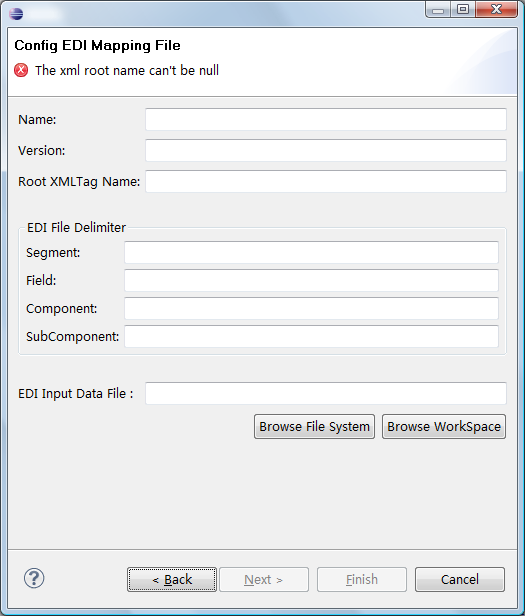 Config EDI Mapping File
The xml root name can't be null
Name:
Version:
Root XMLTag Name:
EDI File Delimiter
Segment:
Field:
Component:
SubComponent:
EDI Input Data File :
Browse File System Browse WorkSpace
? < Back Next > Finish Cancel